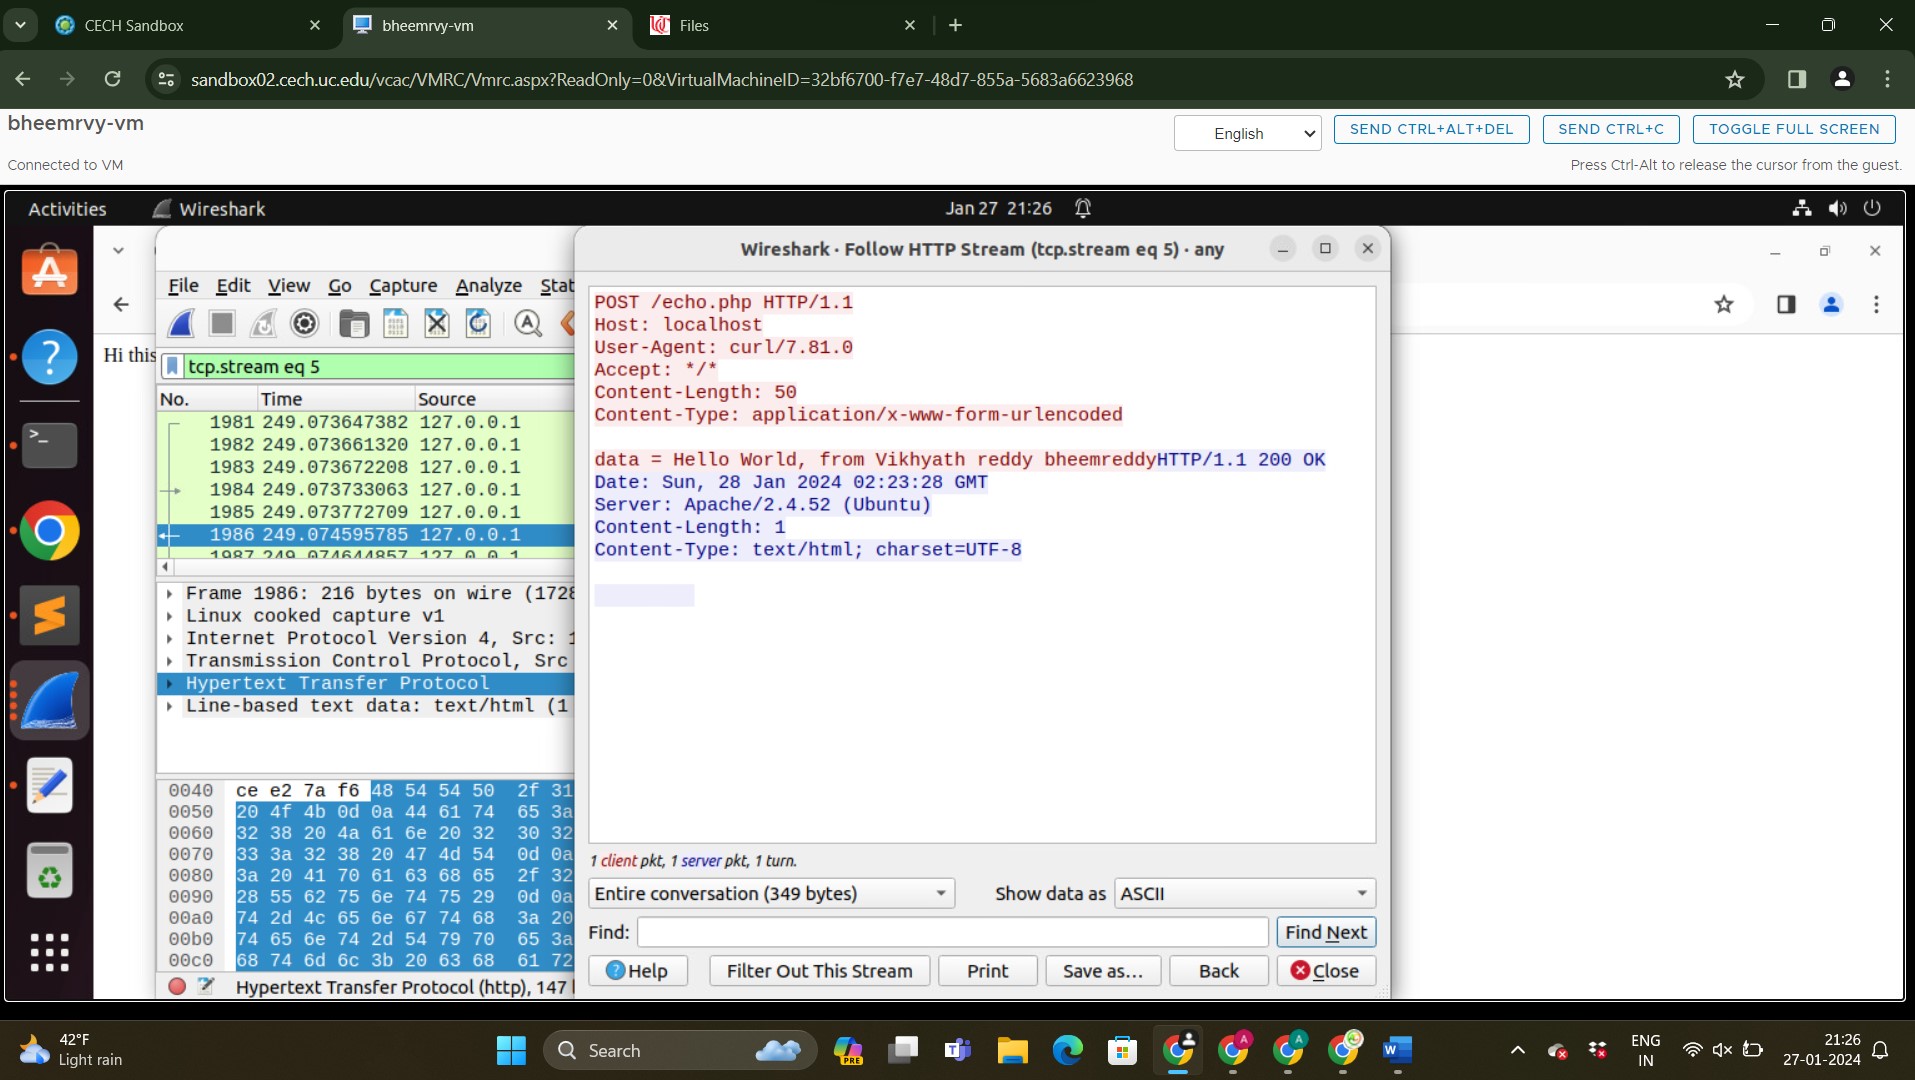 CECH Sandbox
bheemrvy-vm
Files
sandbox02.cech.uc.edu/vcac/VMRC/Vmrc.aspx?ReadOnly=0&VirtualMachineID=32bf6700-f7e7-48d7-855a-5683a6623968
bheemrvy-vm
English
SEND CTRL+ALT+DEL
SEND CTRL+C
TOGGLE FULL SCREEN
Connected to VM
Press Ctrl-Alt to release the cursor from the guest.
Activities
Wireshark
Jan 27 21:26
Wireshark · Follow HTTP Stream (tcp.stream eq 5) · any
File Edit View Go Capture Analyze Stat
Hi this
tcp.stream eq 5
No. Time Source
1981 249.073647382 127.0.0.1
1982 249.073661320 127.0.0.1
1983 249.073672208 127.0.0.1
1984 249.073733063 127.0.0.1
1985 249.073772709 127.0.0.1
1986 249.074595785 127.0.0.1
1987 249.074644857 127.0.0.1
Frame 1986: 216 bytes on wire (1728
Linux cooked capture v1
Internet Protocol Version 4, Src: 1
Transmission Control Protocol, Src
Hypertext Transfer Protocol
Line-based text data: text/html (1
0040 ce e2 7a f6 48 54 54 50 2f 31
0050 20 4f 4b 0d 0a 44 61 74 65 3a
0060 32 38 20 4a 61 6e 20 32 30 32
0070 33 3a 32 38 20 47 4d 54 0d 0a
0080 3a 20 41 70 61 63 68 65 2f 32
0090 28 55 62 75 6e 74 75 29 0d 0a
00a0 74 2d 4c 65 6e 67 74 68 3a 20
00b0 74 65 6e 74 2d 54 79 70 65 3a
00c0 68 74 6d 6c 3b 20 63 68 61 72
Hypertext Transfer Protocol (http), 147
POST /echo.php HTTP/1.1
Host: localhost
User-Agent: curl/7.81.0
Accept: */*
Content-Length: 50
Content-Type: application/x-www-form-urlencoded
data = Hello World, from Vikhyath reddy bheemreddyHTTP/1.1 200 OK
Date: Sun, 28 Jan 2024 02:23:28 GMT
Server: Apache/2.4.52 (Ubuntu)
Content-Length: 1
Content-Type: text/html; charset=UTF-8
1 client pkt, 1 server pkt, 1 turn.
Entire conversation (349 bytes)
Show data as ASCII
Find:
Find Next
Help
Filter Out This Stream
Print
Save as…
Back
Close
42°F
Light rain
Search
PRE
A
A
ENG
IN
21:26
27-01-2024